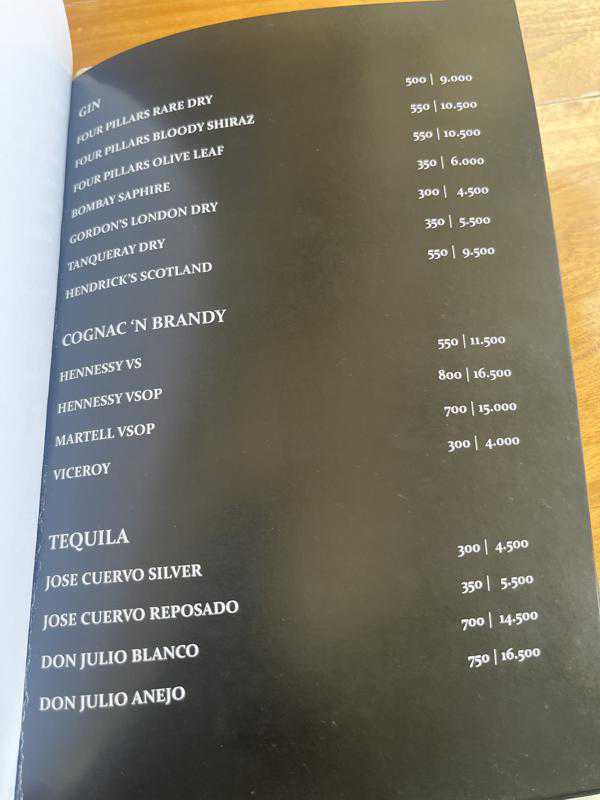 GIN
FOUR PILLARS RARE DRY 500 | 9.000
FOUR PILLARS BLOODY SHIRAZ 550 | 10.500
FOUR PILLARS OLIVE LEAF 550 | 10.500
BOMBAY SAPHIRE 350 | 6.000
GORDON'S LONDON DRY 300 | 4.500
TANQUERAY DRY 350 | 5.500
HENDRICK'S SCOTLAND 550 | 9.500
COGNAC 'N BRANDY
HENNESSY VS 550 | 11.500
HENNESSY VSOP 800 | 16.500
MARTELL VSOP 700 | 15.000
VICEROY 300 | 4.000
TEQUILA
JOSE CUERVO SILVER 300 | 4.500
JOSE CUERVO REPOSADO 350 | 5.500
DON JULIO BLANCO 700 | 14.500
DON JULIO ANEJO 750 | 16.500